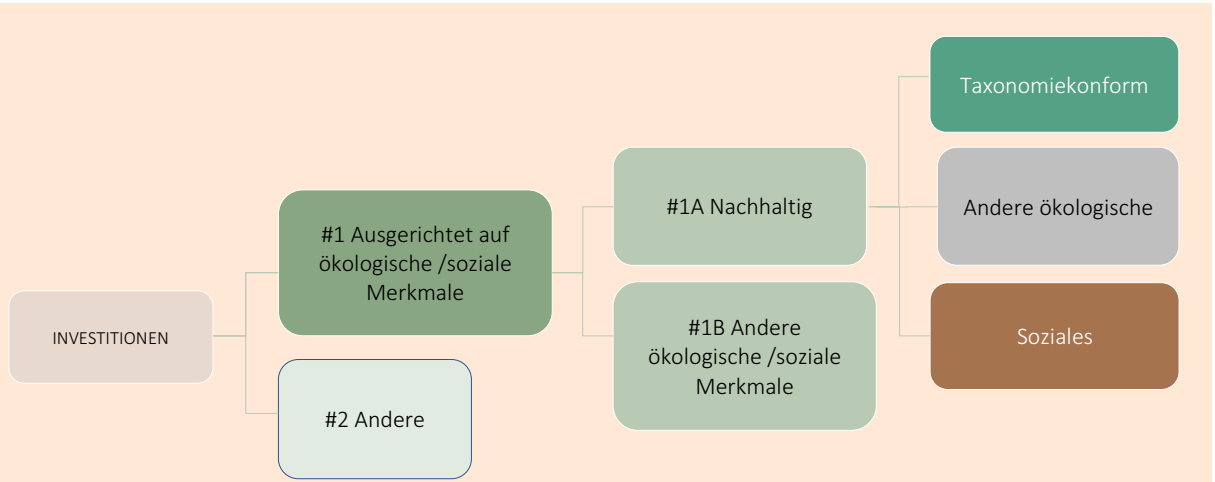 INVESTITIONEN
#1 Ausgerichtet auf
ökologische /soziale
Merkmale
#2 Andere
#1A Nachhaltig
#1B Andere
ökologische /soziale
Merkmale
Taxonomiekonform
Andere ökologische
Soziales